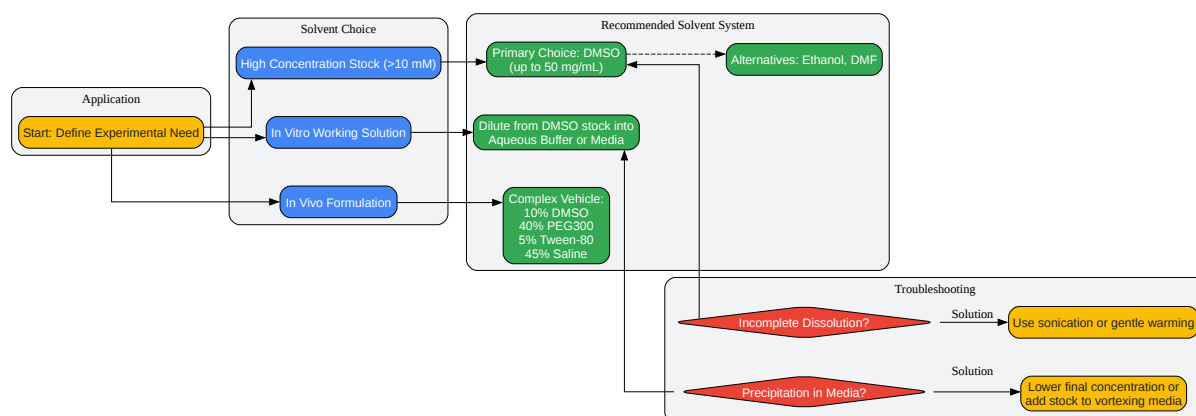 Application
Start: Define Experimental Need
Solvent Choice
High Concentration Stock (>10 mM)
In Vitro Working Solution
In Vivo Formulation
Recommended Solvent System
Primary Choice: DMSO
(up to 50 mg/mL)
Alternatives: Ethanol, DMF
Dilute from DMSO stock into
Aqueous Buffer or Media
Complex Vehicle:
10% DMSO
40% PEG300
5% Tween-80
45% Saline
Troubleshooting
Incomplete Dissolution?
Solution
Use sonication or gentle warming
Precipitation in Media?
Solution
Lower final concentration or
add stock to vortexing media